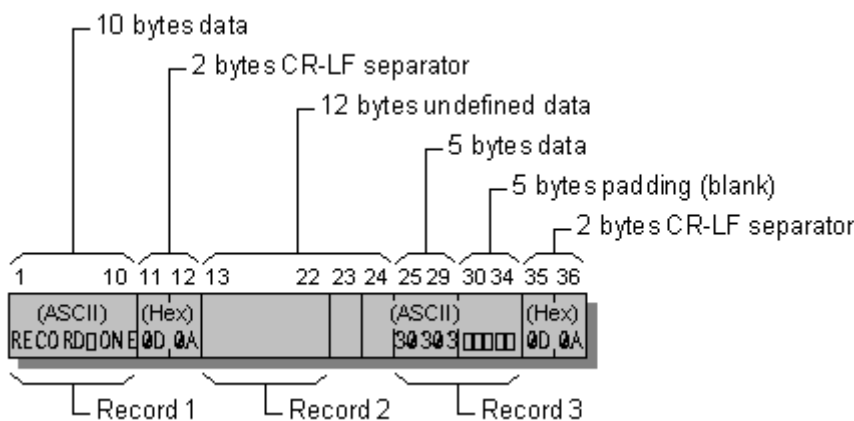 10 bytes data
2 bytes CR-LF separator
12 bytes undefined data
5 bytes data
5 bytes padding (blank)
2 bytes CR-LF separator
1 10 11 12 13 22 23 24 25 29 30 34 35 36
(ASCII) (Hex) (ASCII) (Hex)
RECORD▯ONE 0D 0A 30303 ▯▯▯▯▯ 0D 0A
Record 1 Record 2 Record 3